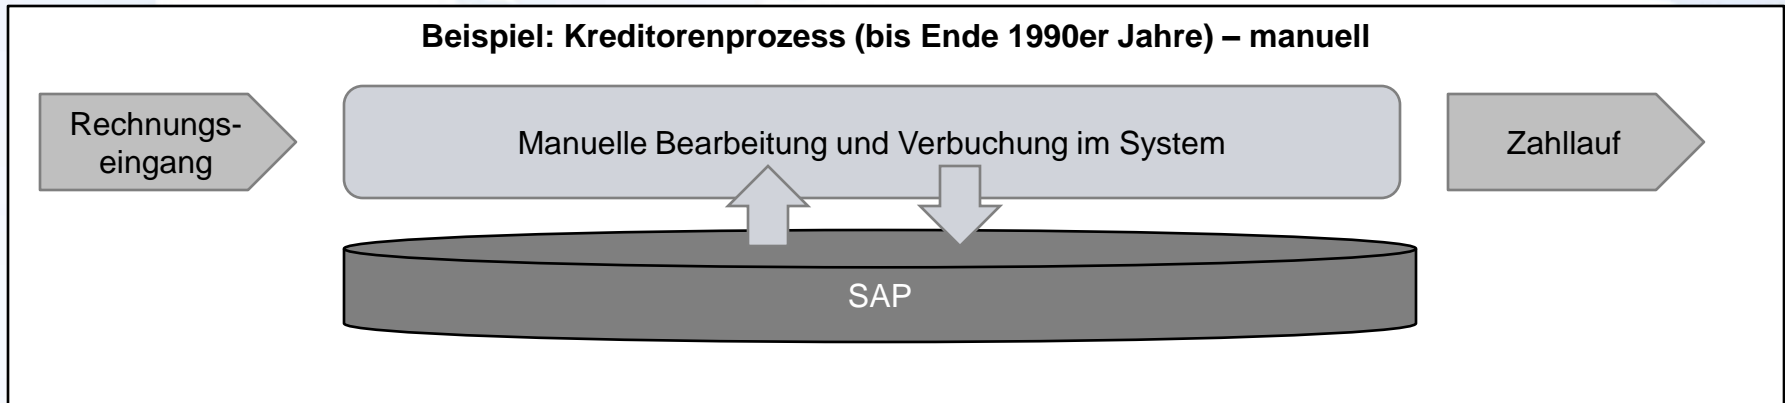 Beispiel: Kreditorenprozess (bis Ende 1990er Jahre) – manuell
Rechnungs-
eingang
Manuelle Bearbeitung und Verbuchung im System
Zahllauf
SAP